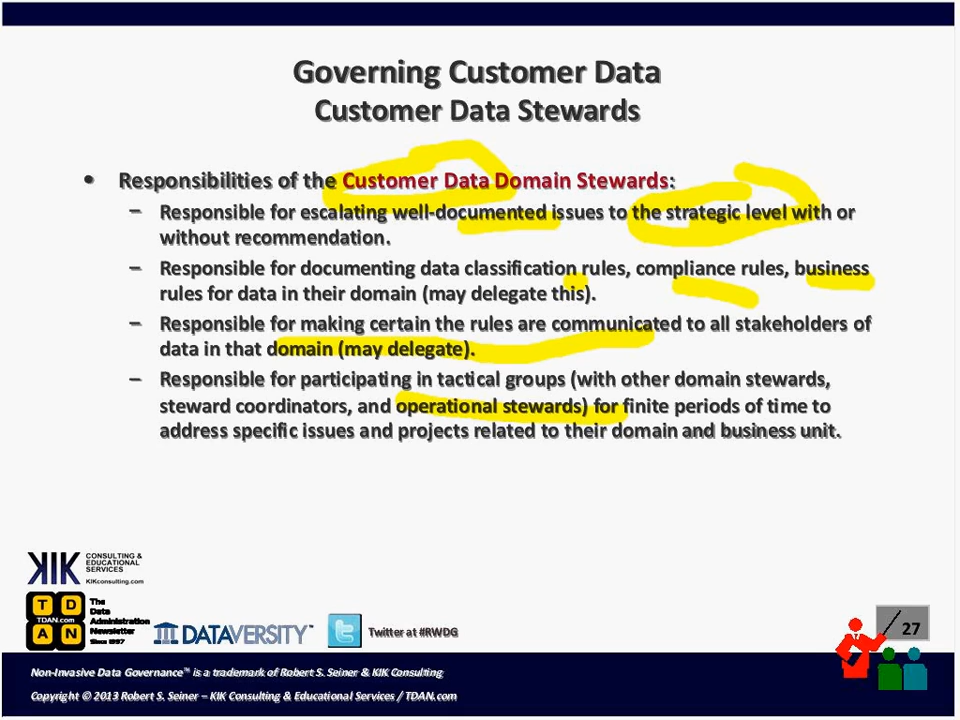 Governing Customer Data
Customer Data Stewards
• Responsibilities of the Customer Data Domain Stewards:
– Responsible for escalating well-documented issues to the strategic level with or
without recommendation.
– Responsible for documenting data classification rules, compliance rules, business
rules for data in their domain (may delegate this).
– Responsible for making certain the rules are communicated to all stakeholders of
data in that domain (may delegate).
– Responsible for participating in tactical groups (with other domain stewards,
steward coordinators, and operational stewards) for finite periods of time to
address specific issues and projects related to their domain and business unit.
KIK
CONSULTING &
EDUCATIONAL
SERVICES
KIKconsulting.com
T D
TDAN.com
A N
The
Data
Administration
Newsletter
Since 1997
DATAVERSITY™
Twitter at #RWDG
27
Non-Invasive Data Governance™ is a trademark of Robert S. Seiner & KIK Consulting
Copyright © 2013 Robert S. Seiner – KIK Consulting & Educational Services / TDAN.com